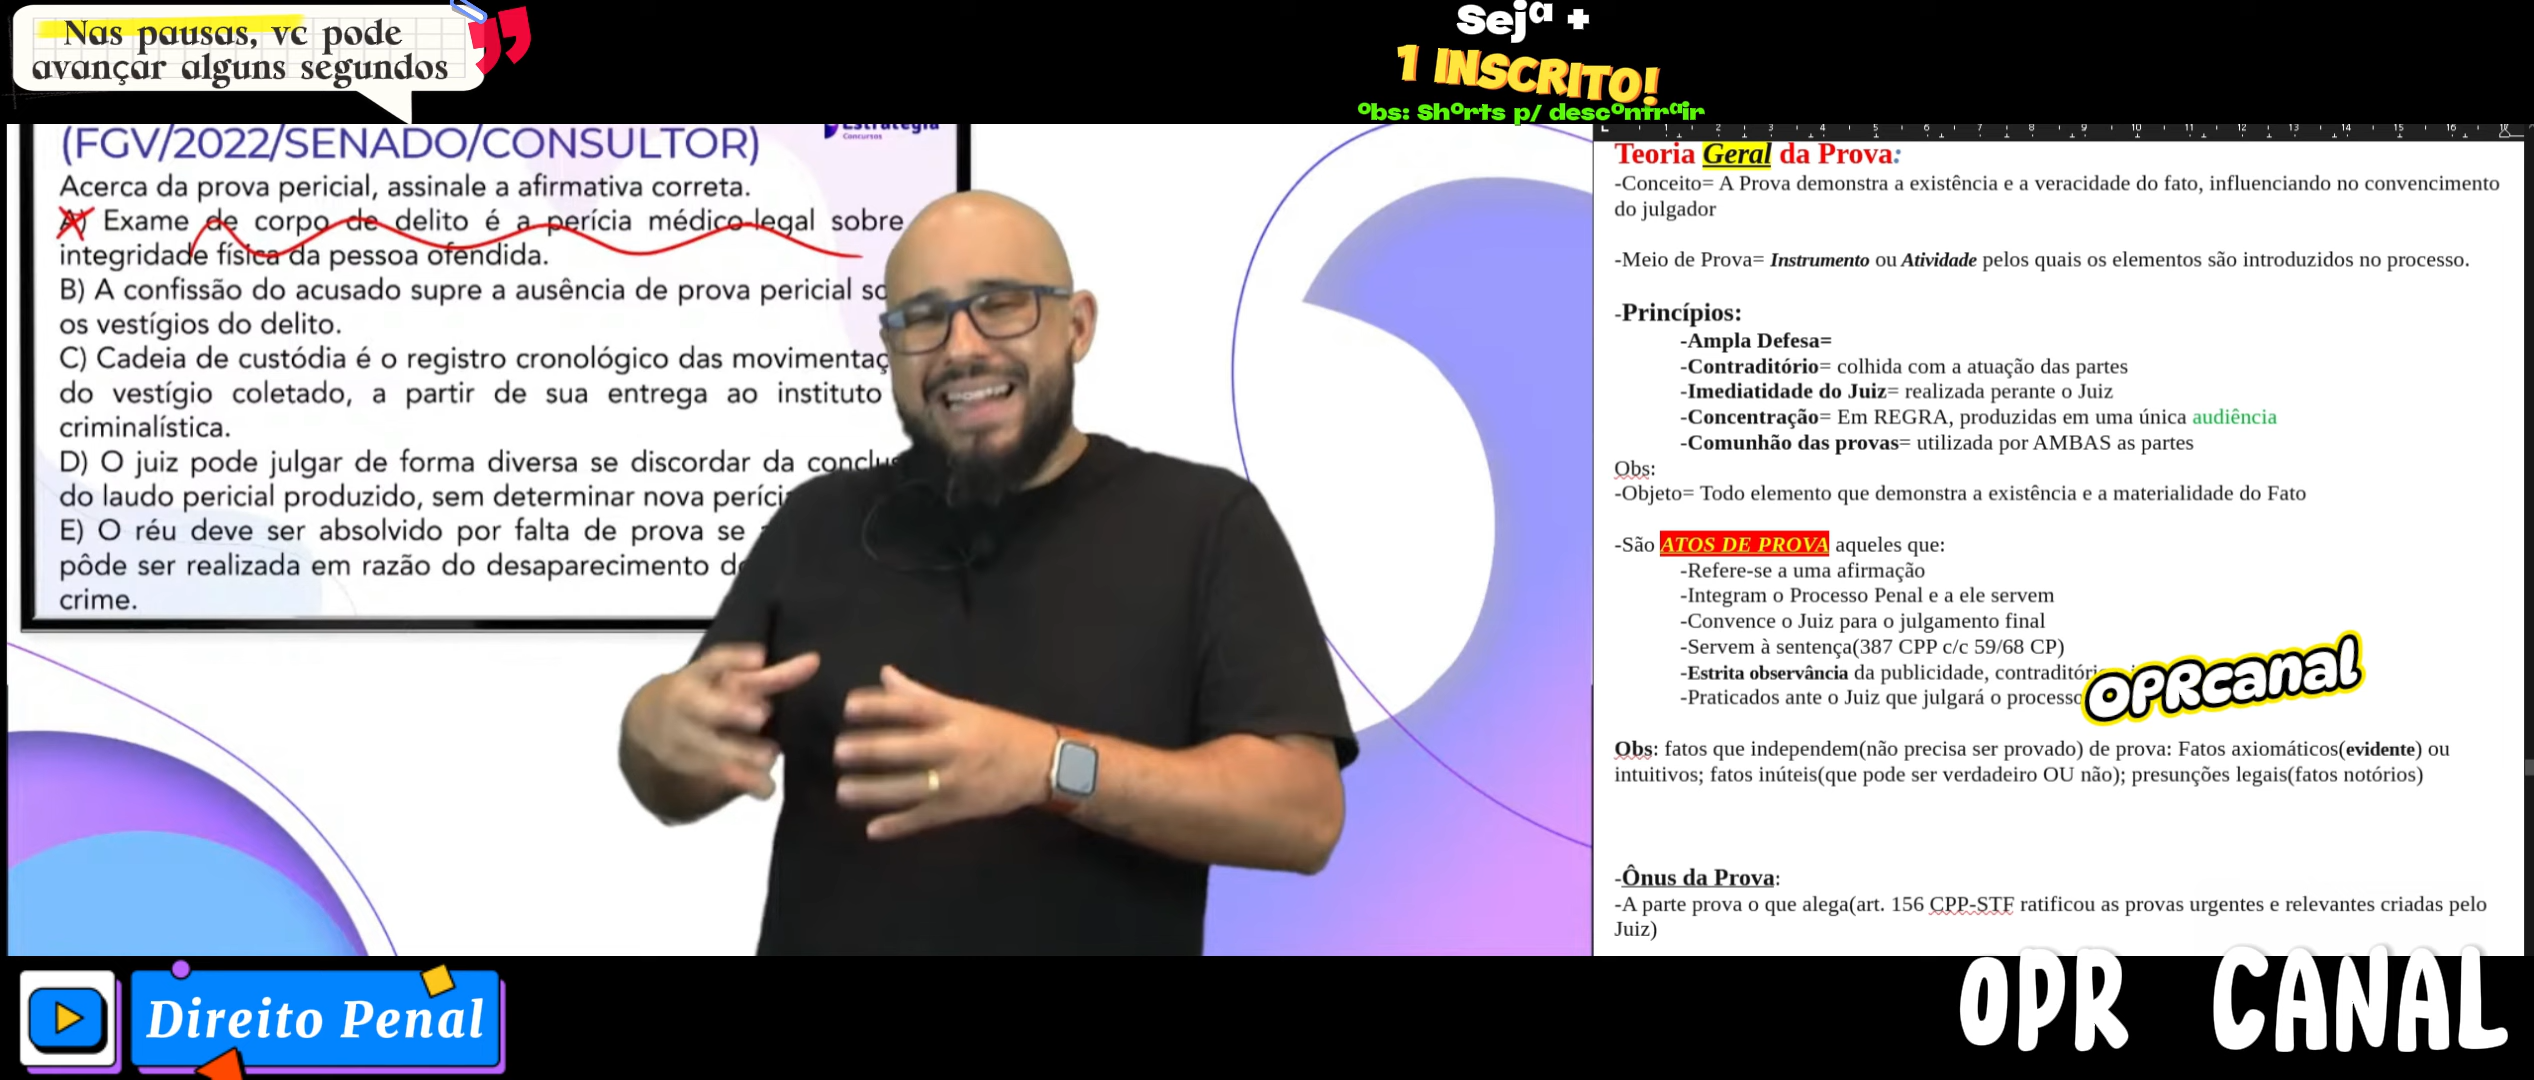 Nas pausas, vc pode
avançar alguns segundos
Seja +
1 INSCRITO!
obs: Shorts p/ descontrair
(FGV/2022/SENADO/CONSULTOR)
Estratégia
Concursos
Acerca da prova pericial, assinale a afirmativa correta.
A) Exame de corpo de delito é a perícia médico-legal sobre
integridade física da pessoa ofendida.
B) A confissão do acusado supre a ausência de prova pericial
os vestígios do delito.
C) Cadeia de custódia é o registro cronológico das
do vestígio coletado, a partir de sua entrega ao instituto
criminalística.
D) O juiz pode julgar de forma diversa se discordar da
do laudo pericial produzido, sem determinar nova
E) O réu deve ser absolvido por falta de prova se
pôde ser realizada em razão do desaparecimento
crime.
Teoria Geral da Prova:
-Conceito= A Prova demonstra a existência e a veracidade do fato, influenciando no convencimento
do julgador
-Meio de Prova= Instrumento ou Atividade pelos quais os elementos são introduzidos no processo.
-Princípios:
-Ampla Defesa=
-Contraditório= colhida com a atuação das partes
-Imediatidade do Juiz= realizada perante o Juiz
-Concentração= Em REGRA, produzidas em uma única audiência
-Comunhão das provas= utilizada por AMBAS as partes
Obs:
-Objeto= Todo elemento que demonstra a existência e a materialidade do Fato
-São ATOS DE PROVA aqueles que:
-Refere-se a uma afirmação
-Integram o Processo Penal e a ele servem
-Convence o Juiz para o julgamento final
-Servem à sentença(387 CPP c/c 59/68 CP)
-Estrita observância da publicidade,
-Praticados ante o Juiz que julgará o processo
OPRcanal
Obs: fatos que independem(não precisa ser provado) de prova: Fatos axiomáticos(evidente) ou
intuitivos; fatos inúteis(que pode ser verdadeiro OU não); presunções legais(fatos notórios)
-Ônus da Prova:
-A parte prova o que alega(art. 156 CPP-STF ratificou as provas urgentes e relevantes criadas pelo
Juiz)
Direito Penal
OPR CANAL